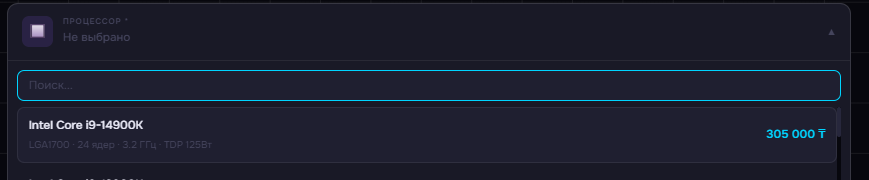 ПРОЦЕССОР *
Не выбрано
▲
Поиск...
Intel Core i9-14900K
305 000 ₸
LGA1700 · 24 ядер · 3.2 ГГц · TDP 125Вт